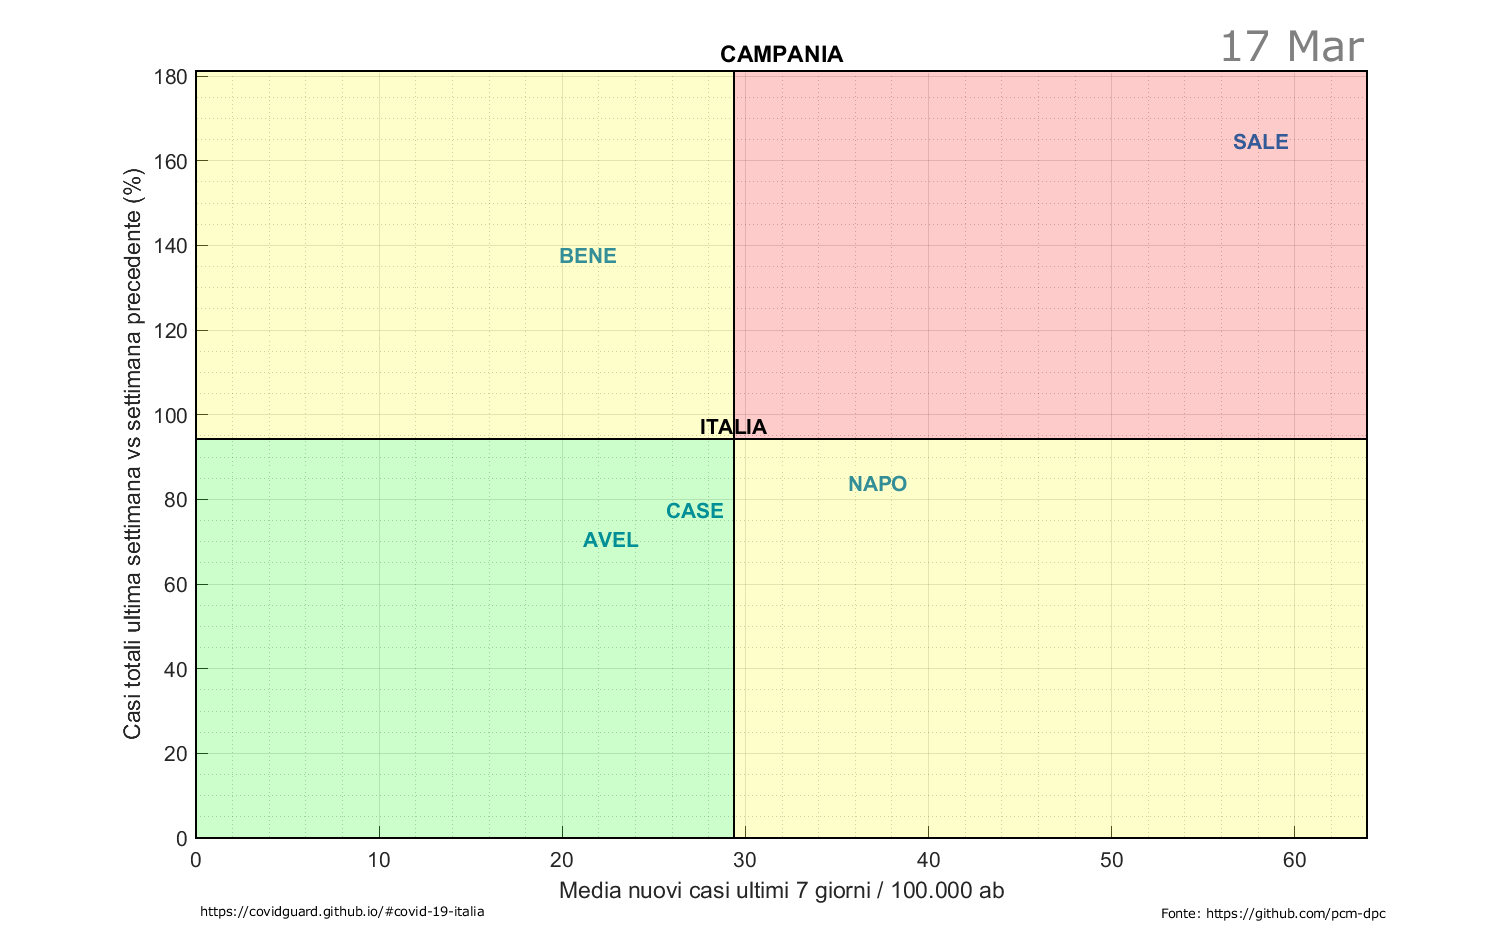 CAMPANIA
17 Mar
Casi totali ultima settimana vs settimana precedente (%)
180
160
140
120
100
80
60
40
20
0
SALE
BENE
ITALIA
NAPO
CASE
AVEL
0 10 20 30 40 50 60
Media nuovi casi ultimi 7 giorni / 100.000 ab
https://covidguard.github.io/#covid-19-italia
Fonte: https://github.com/pcm-dpc